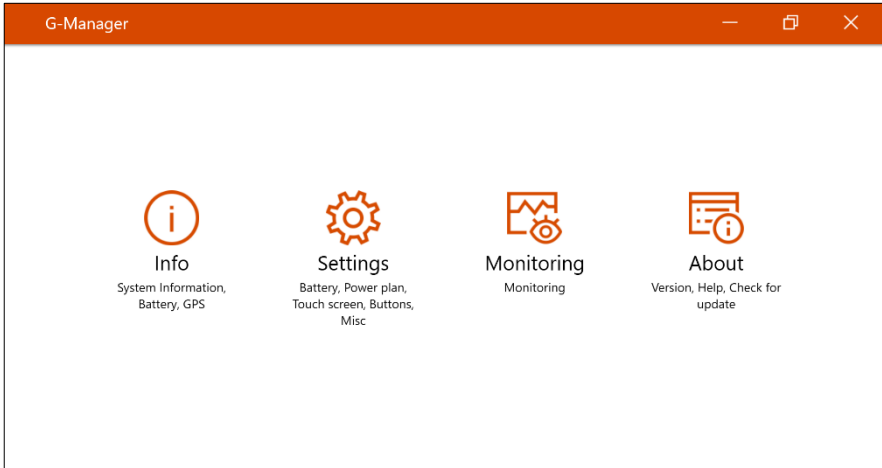 G-Manager
Info
System Information,
Battery, GPS
Settings
Battery, Power plan,
Touch screen, Buttons,
Misc
Monitoring
Monitoring
About
Version, Help, Check for
update